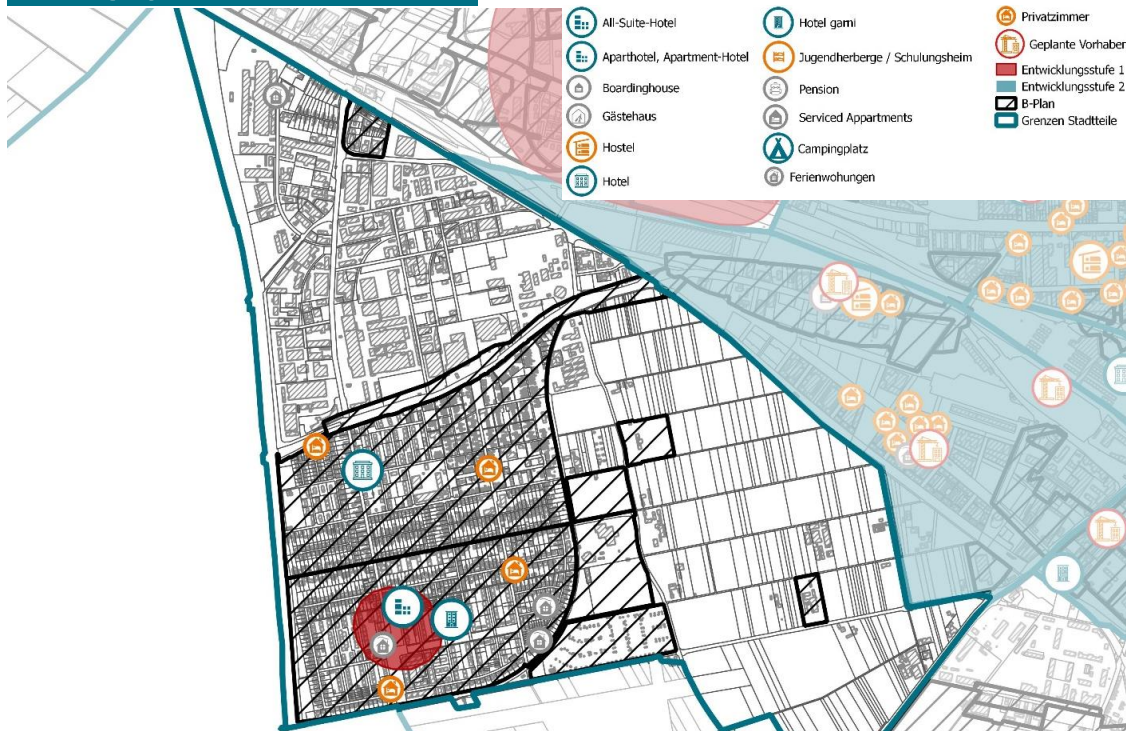 All-Suite-Hotel
Aparthotel, Apartment-Hotel
Boardinghouse
Gästehaus
Hostel
Hotel
Hotel garni
Jugendherberge / Schulungsheim
Pension
Serviced Appartments
Campingplatz
Ferienwohungen
Privatzimmer
Geplante Vorhaben
Entwicklungsstufe 1
Entwicklungsstufe 2
B-Plan
Grenzen Stadtteile